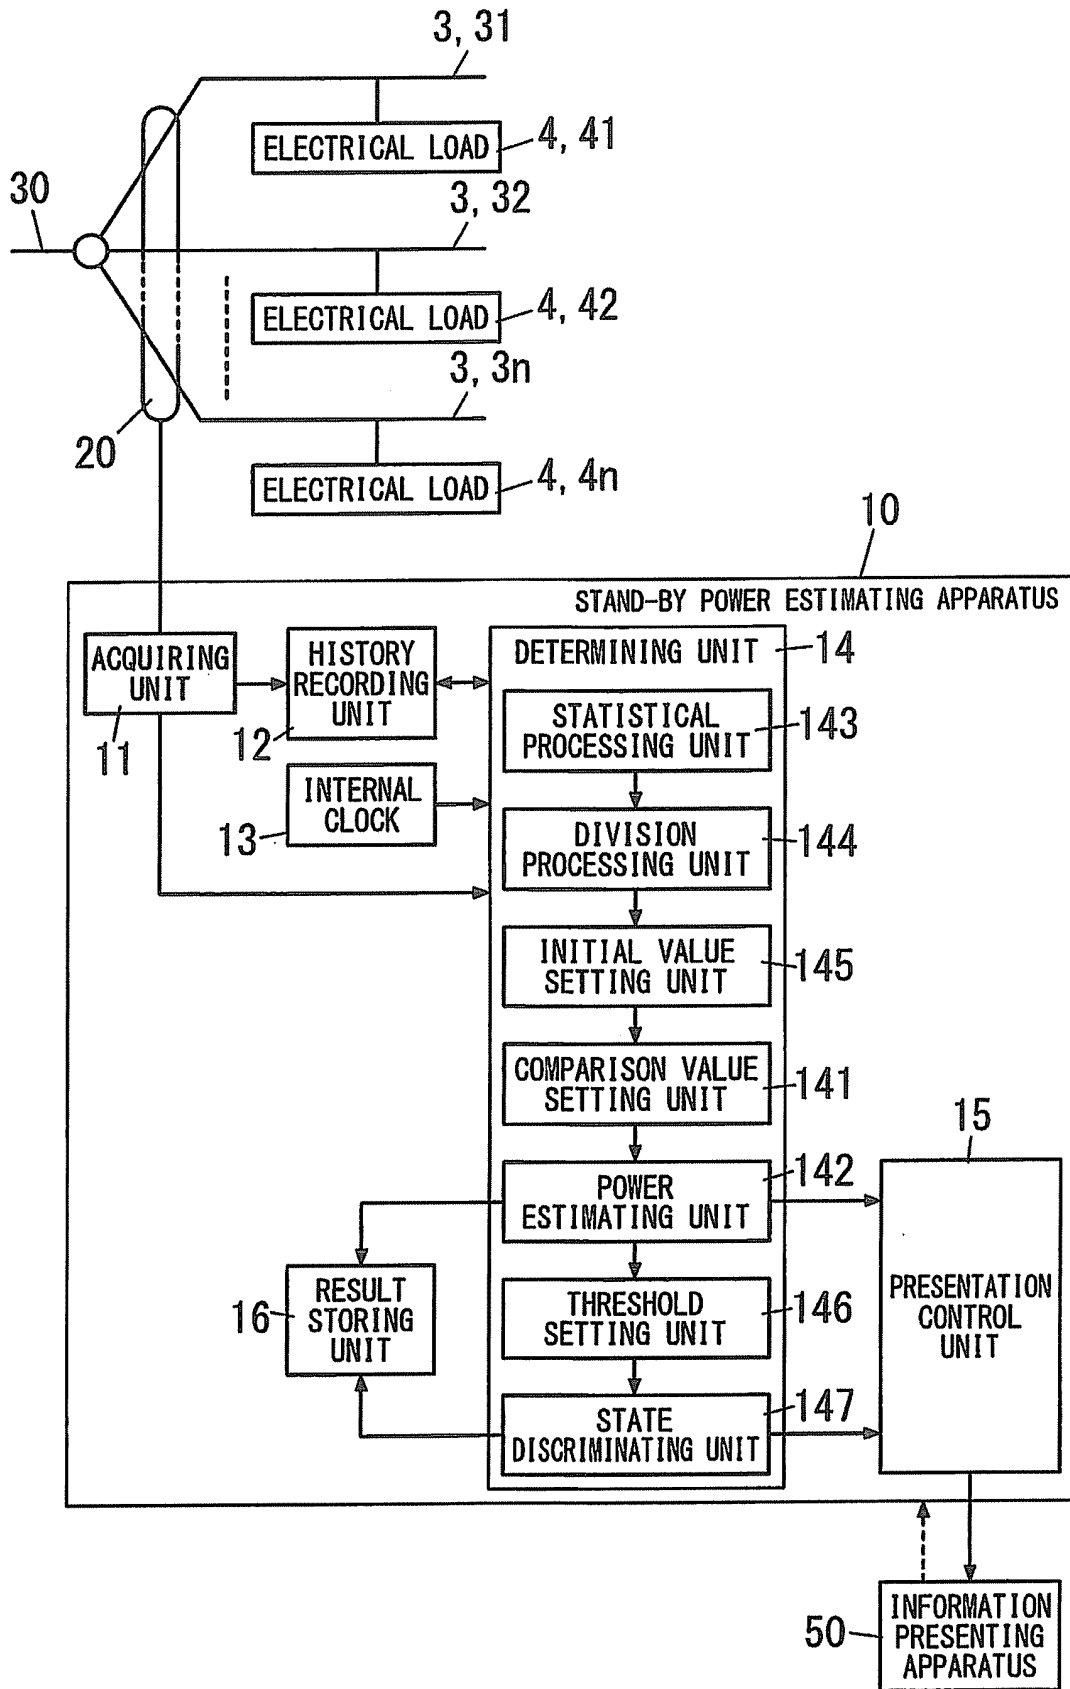 3, 31
ELECTRICAL LOAD
4, 41
30
3, 32
ELECTRICAL LOAD
4, 42
3, 3n
20
ELECTRICAL LOAD
4, 4n
10
STAND-BY POWER ESTIMATING APPARATUS
ACQUIRING
UNIT
11
HISTORY
RECORDING
UNIT
12
INTERNAL
CLOCK
13
DETERMINING UNIT
14
STATISTICAL
PROCESSING UNIT
143
DIVISION
PROCESSING UNIT
144
INITIAL VALUE
SETTING UNIT
145
COMPARISON VALUE
SETTING UNIT
141
POWER
ESTIMATING UNIT
142
THRESHOLD
SETTING UNIT
146
STATE
DISCRIMINATING UNIT
147
RESULT
STORING
UNIT
16
15
PRESENTATION
CONTROL
UNIT
INFORMATION
PRESENTING
APPARATUS
50